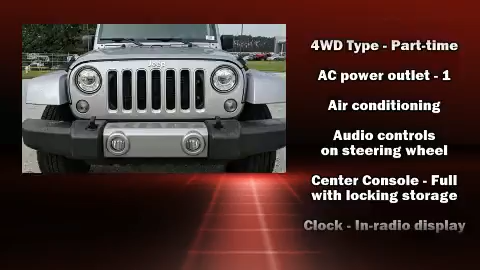 Jeep
4WD Type - Part-time
AC power outlet - 1
Air conditioning
Audio controls
on steering wheel
Center Console - Full
with locking storage
Clock - In-radio display